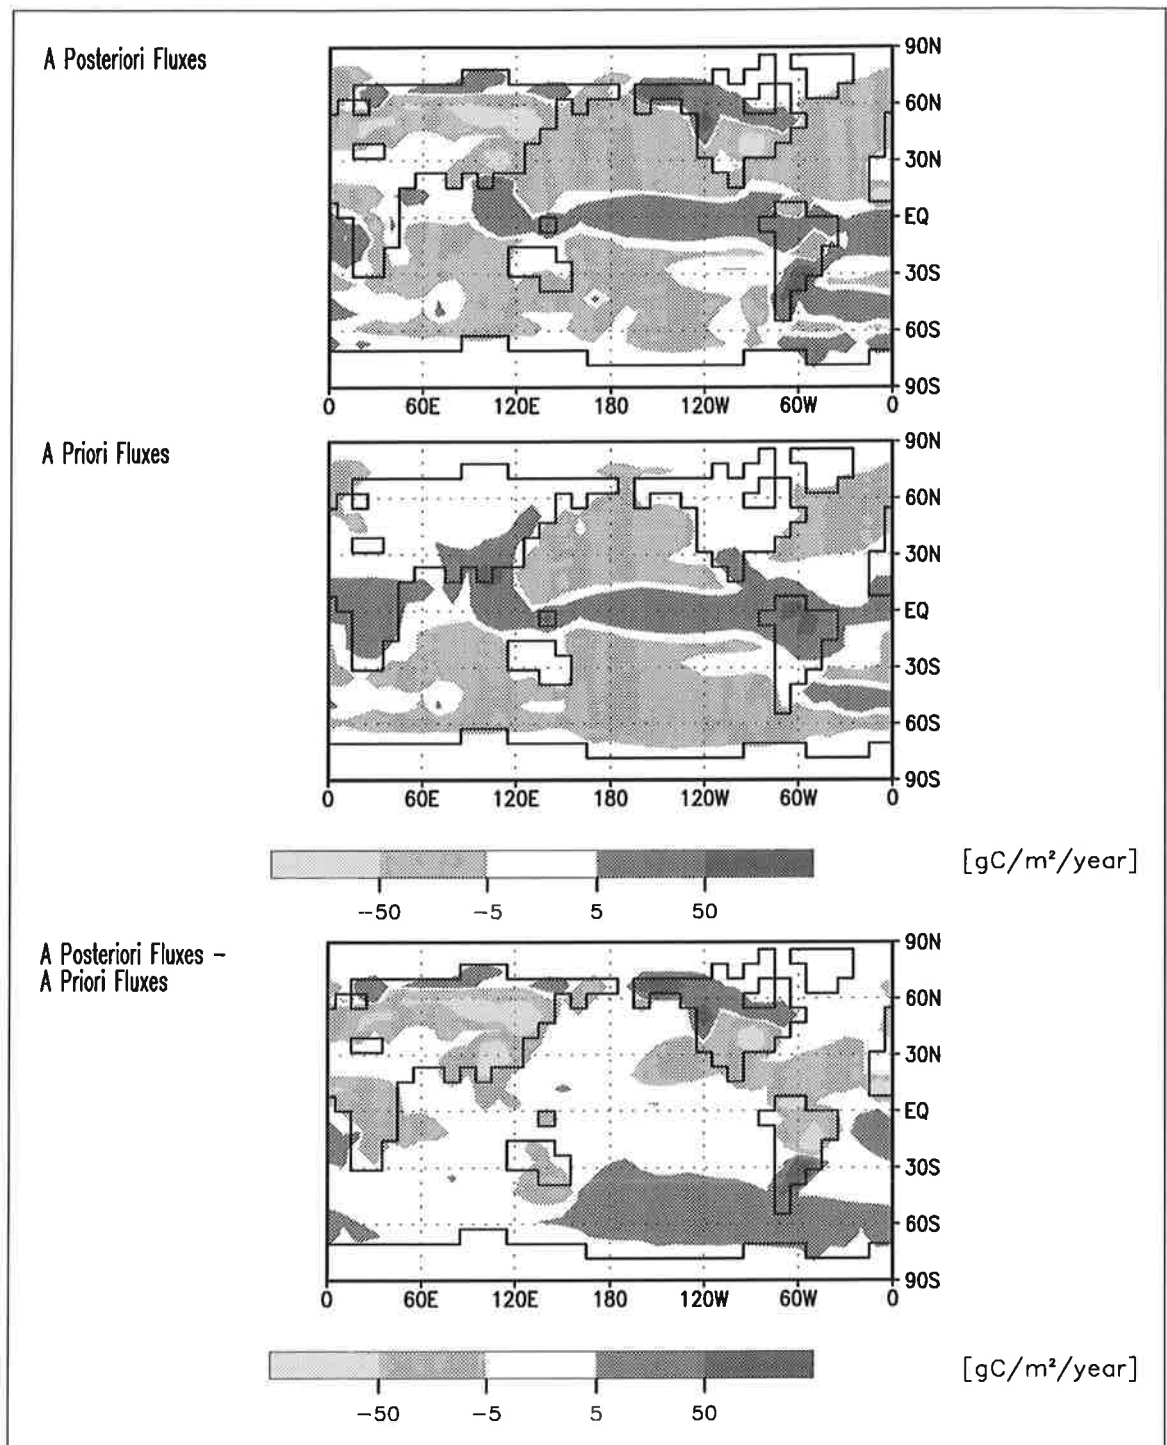 A Posteriori Fluxes
90N
60N
30N
EQ
30S
60S
90S
0 60E 120E 180 120W 60W 0
A Priori Fluxes
90N
60N
30N
EQ
30S
60S
90S
0 60E 120E 180 120W 60W 0
[gC/m²/year]
--50 -5 5 50
A Posteriori Fluxes -
A Priori Fluxes
90N
60N
30N
EQ
30S
60S
90S
0 60E 120E 180 120W 60W 0
[gC/m²/year]
-50 -5 5 50